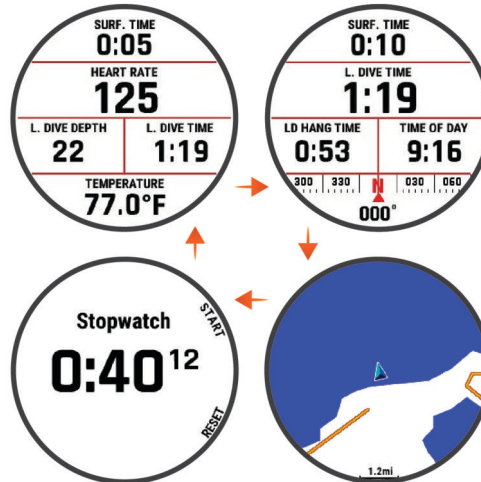 SURF. TIME
0:05
HEART RATE
125
L. DIVE DEPTH L. DIVE TIME
22 1:19
TEMPERATURE
77.0°F
SURF. TIME
0:10
L. DIVE TIME
1:19
LD HANG TIME TIME OF DAY
0:53 9:16
300 330 N 030 060
000°
START
Stopwatch
0:40 12
RESET
1.2mi